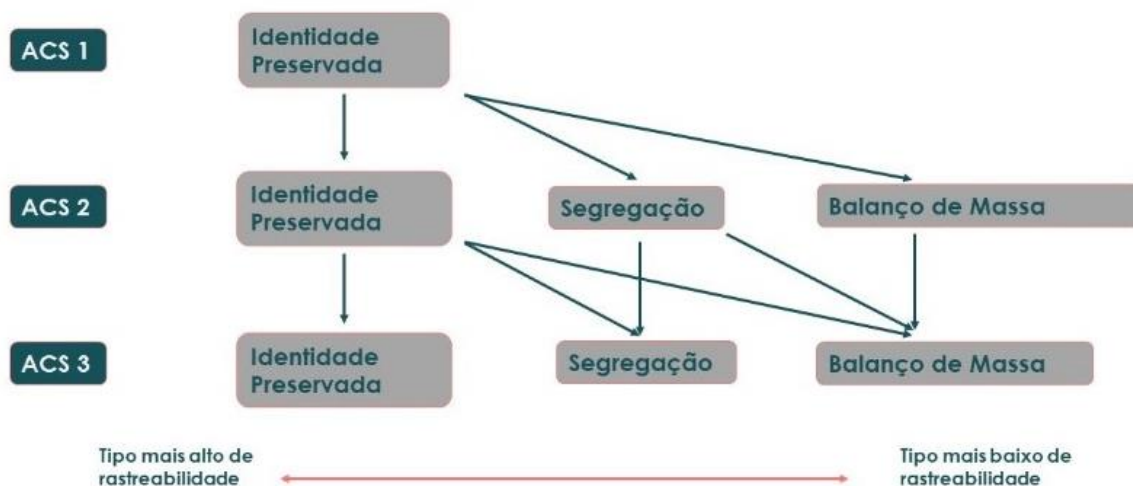 ACS 1
Identidade
Preservada
ACS 2
Identidade
Preservada
Segregação
Balanço de Massa
ACS 3
Identidade
Preservada
Segregação
Balanço de Massa
Tipo mais alto de
rastreabilidade
Tipo mais baixo de
rastreabilidade